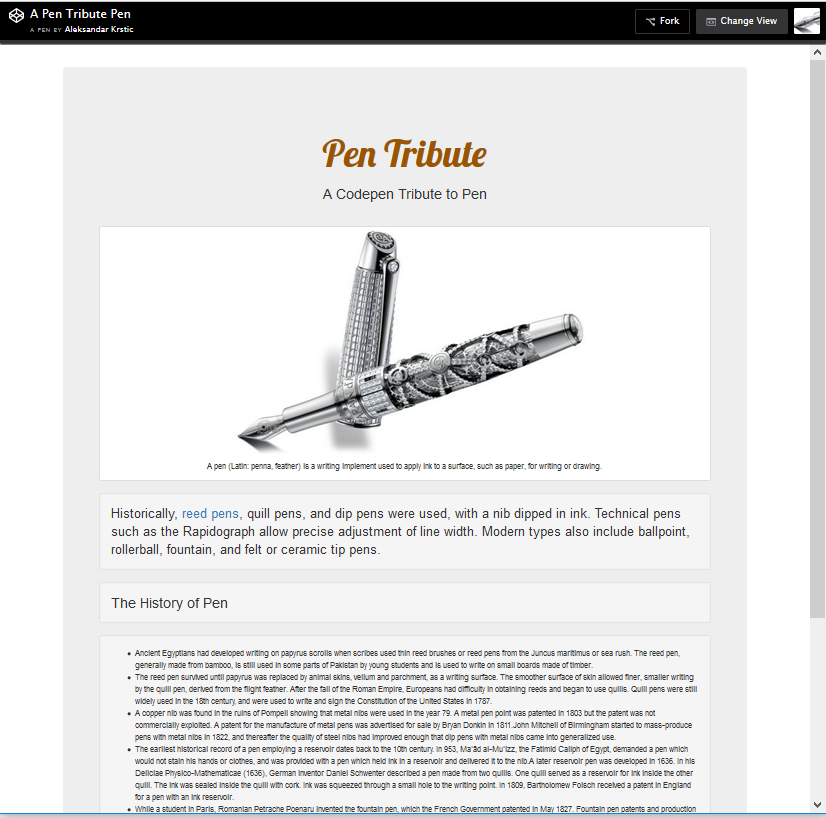 A Pen Tribute Pen
A PEN BY Aleksandar Krstic
Fork
Change View
Pen Tribute
A Codepen Tribute to Pen
A pen (Latin: penna, feather) is a writing implement used to apply ink to a surface, such as paper, for writing or drawing.
Historically, reed pens, quill pens, and dip pens were used, with a nib dipped in ink. Technical pens
such as the Rapidograph allow precise adjustment of line width. Modern types also include ballpoint,
rollerball, fountain, and felt or ceramic tip pens.
The History of Pen
• Ancient Egyptians had developed writing on papyrus scrolls when scribes used thin reed brushes or reed pens from the Juncus maritimus or sea rush. The reed pen,
generally made from bamboo, is still used in some parts of Pakistan by young students and is used to write on small boards made of timber.
• The reed pen survived until papyrus was replaced by animal skins, vellum and parchment, as a writing surface. The smoother surface of skin allowed finer, smaller writing
by the quill pen, derived from the flight feather. After the fall of the Roman Empire, Europeans had difficulty in obtaining reeds and began to use quills. Quill pens were still
widely used in the 18th century, and were used to write and sign the Constitution of the United States in 1787.
• A copper nib was found in the ruins of Pompeii showing that metal nibs were used in the year 79. A metal pen point was patented in 1803 but the patent was not
commercially exploited. A patent for the manufacture of metal pens was advertised for sale by Bryan Donkin in 1811.John Mitchell of Birmingham started to mass-produce
pens with metal nibs in 1822, and thereafter the quality of steel nibs had improved enough that dip pens with metal nibs came into generalized use.
• The earliest historical record of a pen employing a reservoir dates back to the 10th century. In 953, Ma'ād al-Mu'izz, the Fatimid Caliph of Egypt, demanded a pen which
would not stain his hands or clothes, and was provided with a pen which held ink in a reservoir and delivered it to the nib.A later reservoir pen was developed in 1636. In his
Deliciae Physico-Mathematicae (1636), German inventor Daniel Schwenter described a pen made from two quills. One quill served as a reservoir for ink inside the other
quill. The ink was sealed inside the quill with cork. Ink was squeezed through a small hole to the writing point. In 1809, Bartholomew Folsch received a patent in England
for a pen with an ink reservoir.
• While a student in Paris, Romanian Petrache Poenaru invented the fountain pen, which the French Government patented in May 1827. Fountain pen patents and production